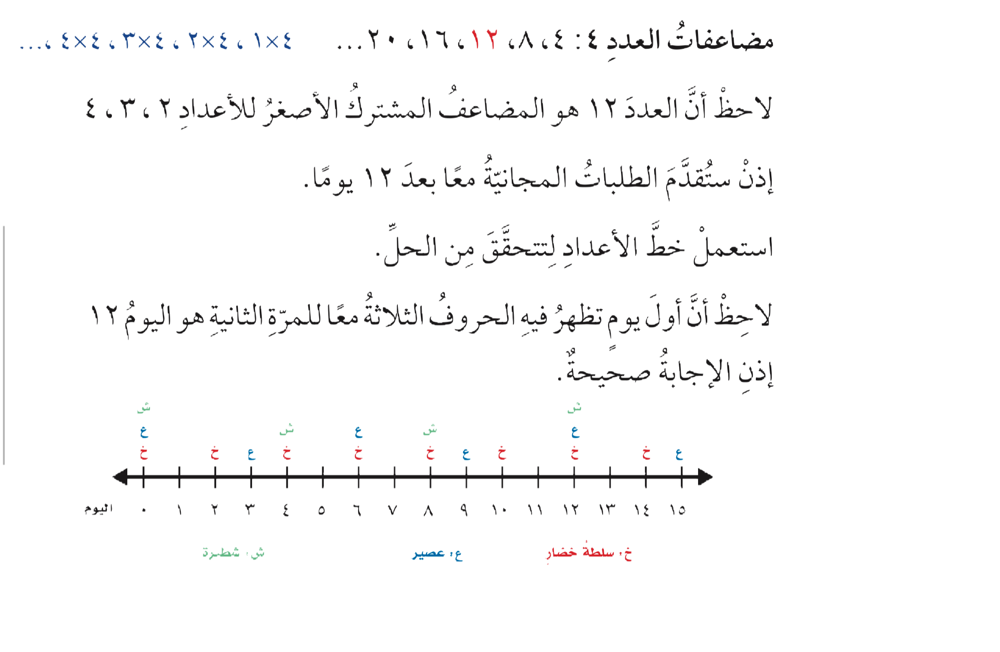 مضاعفاتُ العددِ ٤ : ٤ ، ٨ ، ١٢ ، ١٦ ، ٢٠ ... ٤×١ ، ٤×٢ ، ٤×٣ ، ٤×٤ ، ...
لاحظْ أنَّ العددَ ١٢ هو المضاعفُ المشتركُ الأصغرُ للأعدادِ ٢ ، ٣ ، ٤
إذنْ ستُقدَّمَ الطلباتُ المجانيّةُ معًا بعدَ ١٢ يومًا.
استعملْ خطَّ الأعدادِ لِتتحقَّقَ مِن الحلِّ.
لاحِظْ أنَّ أولَ يوم تظهرُ فيهِ الحروفُ الثلاثةُ معًا للمرّةِ الثانيةِ هو اليومُ ١٢
إذنِ الإجابةُ صحًيحةٌ.
ش ش
ع ش ع ش ع
خ خ ع خ خ خ ع خ خ خ ع
اليوم ٠ ١ ٢ ٣ ٤ ٥ ٦ ٧ ٨ ٩ ١٠ ١١ ١٢ ١٣ ١٤ ١٥
خ: سلطةُ خضارِ ع: عصير ش: شطيرة